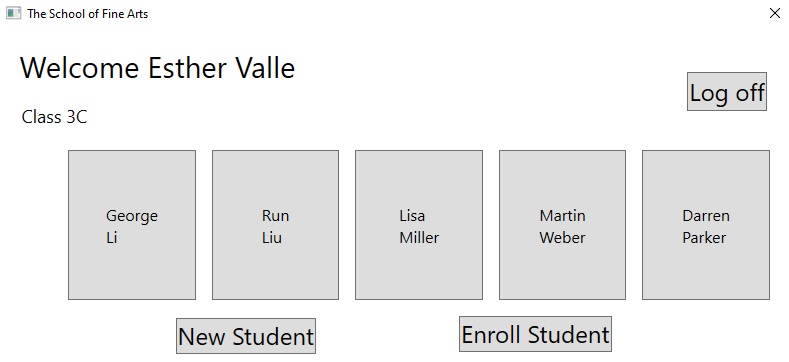 The School of Fine Arts
Welcome Esther Valle
Log off
Class 3C
George
Li
Run
Liu
Lisa
Miller
Martin
Weber
Darren
Parker
New Student
Enroll Student